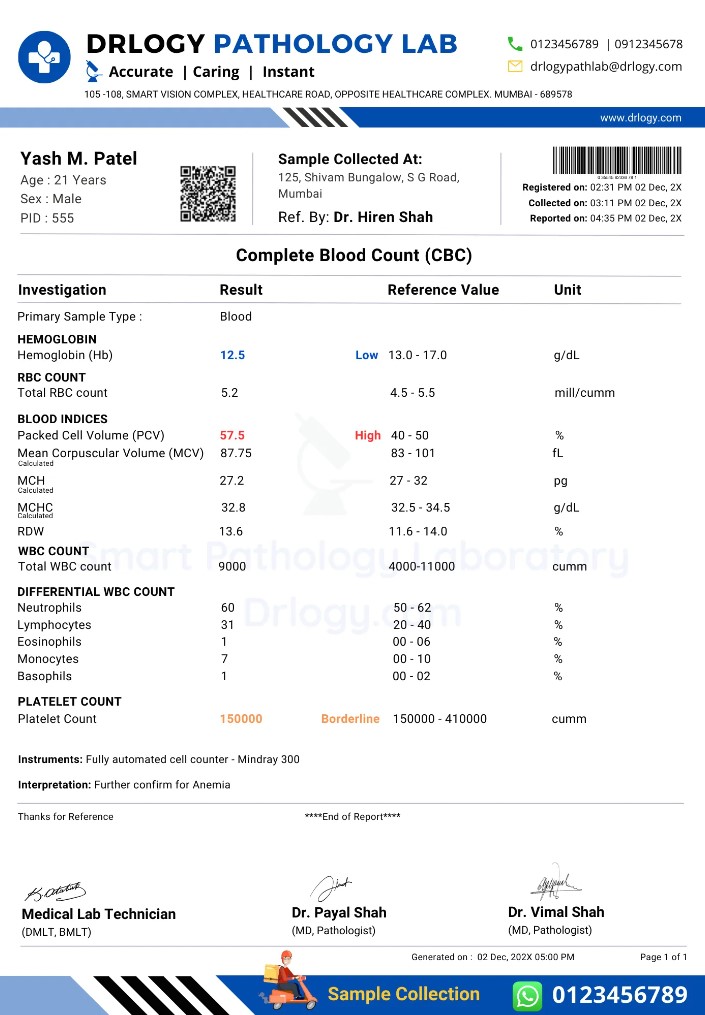 DRLOGY PATHOLOGY LAB
Accurate | Caring | Instant
0123456789 | 0912345678
drlogypathlab@drlogy.com
105 -108, SMART VISION COMPLEX, HEALTHCARE ROAD, OPPOSITE HEALTHCARE COMPLEX. MUMBAI - 689578
www.drlogy.com
Yash M. Patel
Age : 21 Years
Sex : Male
PID : 555
Sample Collected At:
125, Shivam Bungalow, S G Road,
Mumbai
Ref. By: Dr. Hiren Shah
Registered on: 02:31 PM 02 Dec, 2X
Collected on: 03:11 PM 02 Dec, 2X
Reported on: 04:35 PM 02 Dec, 2X
Complete Blood Count (CBC)
Investigation Result Reference Value Unit
Primary Sample Type : Blood
HEMOGLOBIN
Hemoglobin (Hb) 12.5 Low 13.0 - 17.0 g/dL
RBC COUNT
Total RBC count 5.2 4.5 - 5.5 mill/cumm
BLOOD INDICES
Packed Cell Volume (PCV) 57.5 High 40 - 50 %
Mean Corpuscular Volume (MCV) 87.75 83 - 101 fL
Calculated
MCH 27.2 27 - 32 pg
Calculated
MCHC 32.8 32.5 - 34.5 g/dL
Calculated
RDW 13.6 11.6 - 14.0 %
WBC COUNT
Smart Pathology Laboratory
Total WBC count 9000 4000-11000 cumm
DIFFERENTIAL WBC COUNT
Neutrophils 60 50 - 62 %
Drlogy.com
Lymphocytes 31 20 - 40 %
Eosinophils 1 00 - 06 %
Monocytes 7 00 - 10 %
Basophils 1 00 - 02 %
PLATELET COUNT
Platelet Count 150000 Borderline 150000 - 410000 cumm
Instruments: Fully automated cell counter - Mindray 300
Interpretation: Further confirm for Anemia
Thanks for Reference ****End of Report****
Medical Lab Technician
(DMLT, BMLT)
Dr. Payal Shah
(MD, Pathologist)
Dr. Vimal Shah
(MD, Pathologist)
Generated on : 02 Dec, 202X 05:00 PM Page 1 of 1
Sample Collection 0123456789